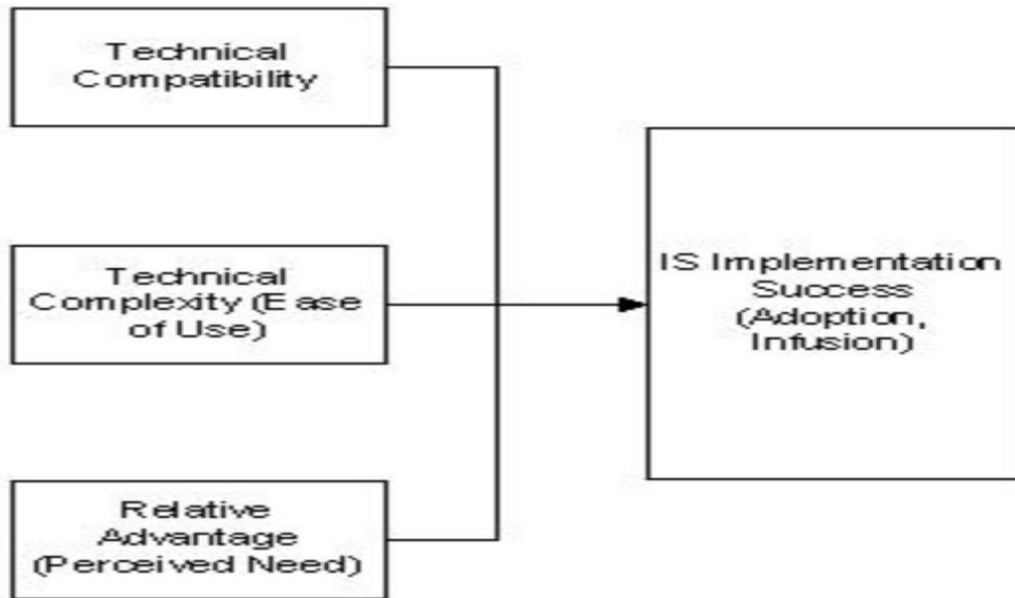 Technical
Compatibility
Technical
Complexity (Ease
of Use)
Relative
Advantage
(Perceived Need)
IS Implementation
Success
(Adoption,
Infusion)